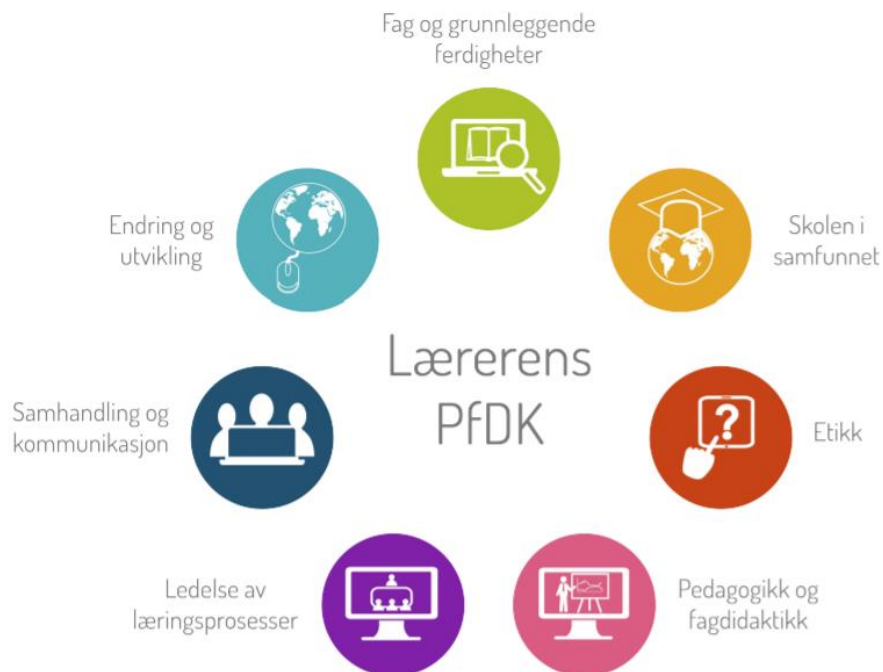 Fag og grunnleggende
ferdigheter
Skolen i
samfunnet
Etikk
Pedagogikk og
fagdidaktikk
Ledelse av
læringsprosesser
Samhandling og
kommunikasjon
Endring og
utvikling
Lærerens
PfDK
?